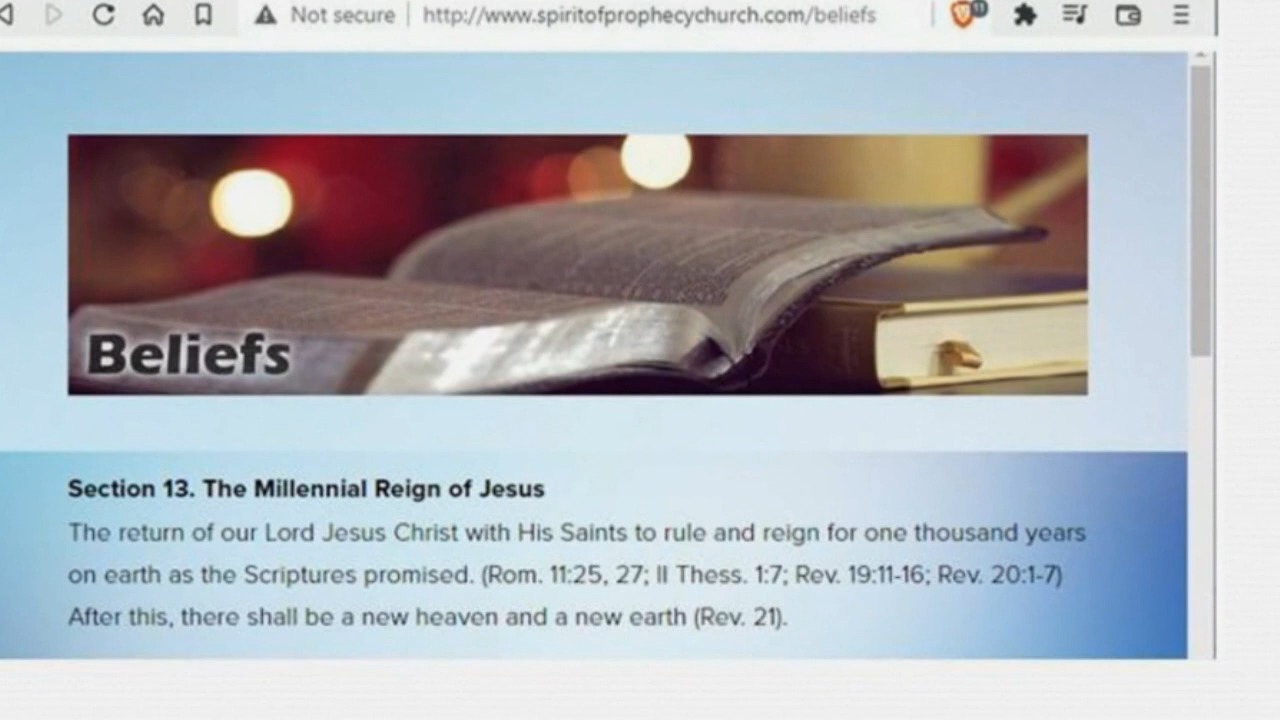 Not secure http://www.spiritofprophecychurch.com/beliefs
Beliefs
Section 13. The Millennial Reign of Jesus
The return of our Lord Jesus Christ with His Saints to rule and reign for one thousand years
on earth as the Scriptures promised. (Rom. 11:25, 27; II Thess. 1:7; Rev. 19:11-16; Rev. 20:1-7)
After this, there shall be a new heaven and a new earth (Rev. 21).